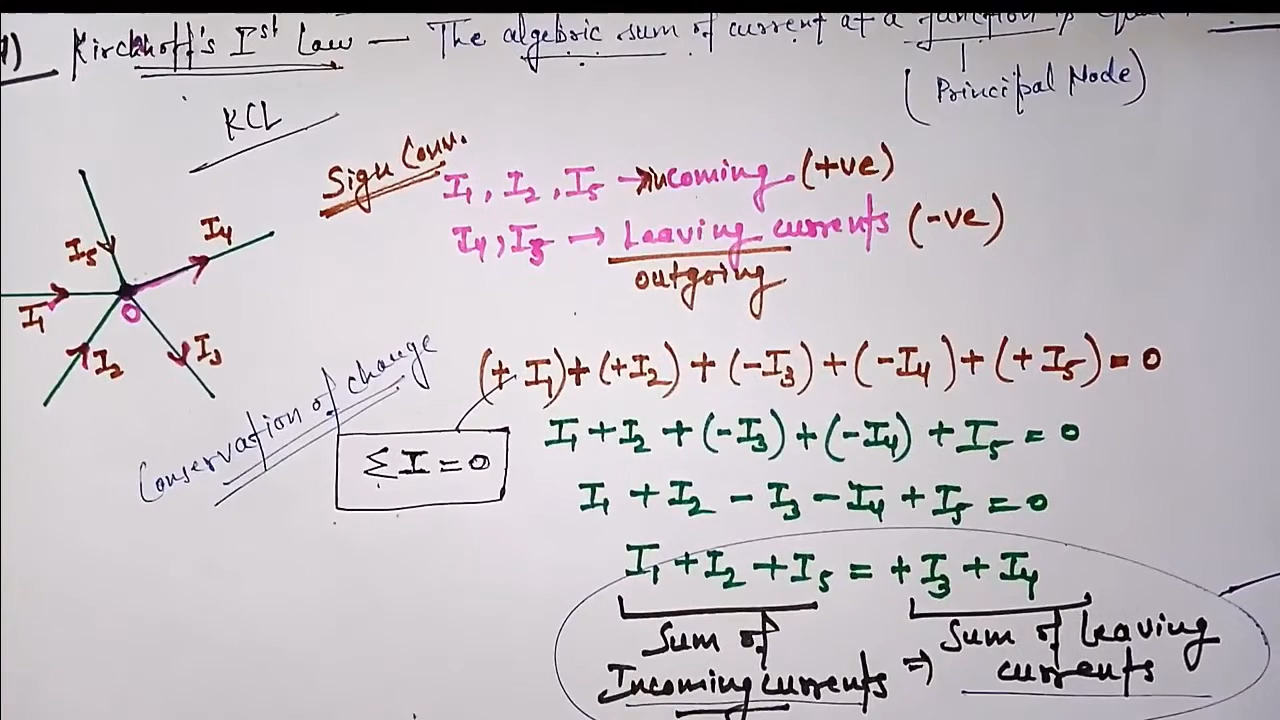 1) Kirchhoff's Ist Law — The algebric sum of current at a junction is equal
(Principal Node)
KCL
Sign Conv.
I1, I2, I5 → incoming (+ve)
I4, I3 → Leaving currents (-ve)
outgoing
I5
I4
I1
O
I2
I3
Conservation of charge
(+ I1) + (+I2) + (-I3) + (-I4) + (+ I5) = 0
ΣI = 0
I1 + I2 + (-I3) + (-I4) + I5 = 0
I1 + I2 - I3 - I4 + I5 = 0
I1 + I2 + I5 = + I3 + I4
Sum of Incoming currents ⇒ Sum of Leaving currents